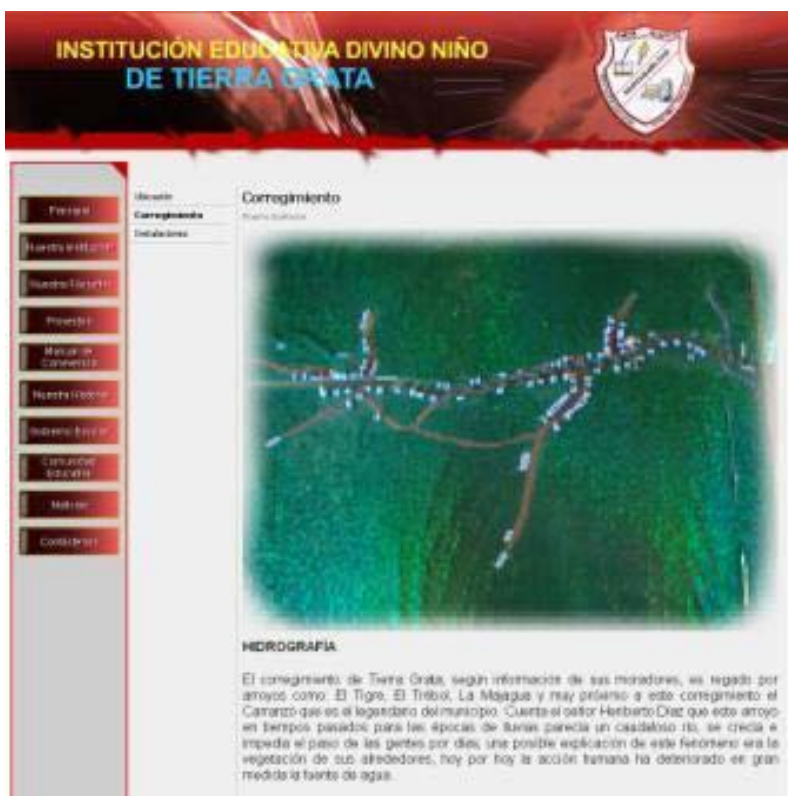 INSTITUCIÓN EDUCATIVA DIVINO NIÑO
DE TIERRA GRATA
Principal
Nuestra Institución
Nuestra Filosofía
Proyectos
Manual de
Convivencia
Nuestra Historia
Gobierno Escolar
Comunidad
Educativa
Noticias
Contáctenos
Ubicación
Corregimiento
Instalaciones
Corregimiento
HIDROGRAFÍA
El corregimiento de Tierra Grata, según información de sus moradores, es regado por
arroyos como: El Tigre, El Trébol, La Majagua y muy próximo a este corregimiento el
Carranzó que es el legendario del municipio. Cuenta el señor Heriberto Díaz que este arroyo
en tiempos pasados para las épocas de lluvias parecía un caudaloso río, se crecía e
impedía el paso de las gentes por días; una posible explicación de este fenómeno era la
vegetación de sus alrededores, hoy por hoy la acción humana ha deteriorado en gran
medida la fuente de agua.